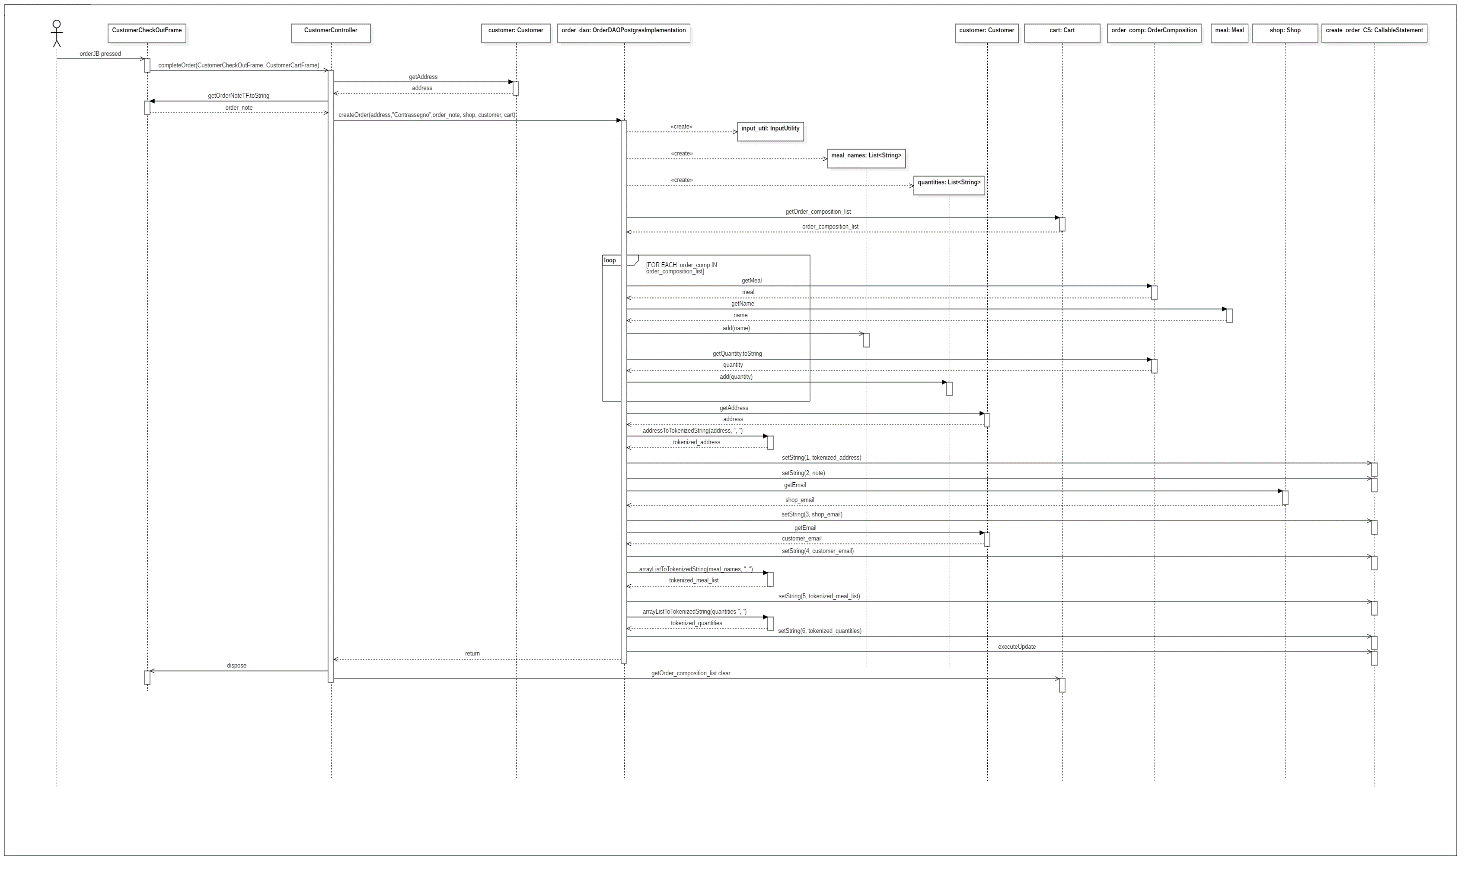 CustomerCheckOutFrame
CustomerController
customer: Customer
order_dao: OrderDAOPostgresImplementation
customer: Customer
cart: Cart
order_comp: OrderComposition
meal: Meal
shop: Shop
create_order_CS: CallableStatement
orderJB pressed
completeOrder(CustomerCheckOutFrame, CustomerCartFrame)
getAddress
address
getOrderNoteTF.toString
order_note
createOrder(address,"Contrassegno",order_note, shop, customer, cart)
«create»
input_util: InputUtility
«create»
meal_names: List<String>
«create»
quantities: List<String>
getOrder_composition_list
order_composition_list
loop
[FOR EACH order_comp IN
order_composition_list]
getMeal
meal
getName
name
add(name)
getQuantity.toString
quantity
add(quantity)
getAddress
address
addressToTokenizedString(address, ", ")
tokenized_address
setString(1, tokenized_address)
setString(2, note)
getEmail
shop_email
setString(3, shop_email)
getEmail
customer_email
setString(4, customer_email)
arrayListToTokenizedString(meal_names, ", ")
tokenized_meal_list
setString(5, tokenized_meal_list)
arrayListToTokenizedString(quantities ", ")
tokenized_quantities
setString(6, tokenized_quantities)
executeUpdate
return
dispose
getOrder_composition_list.clear